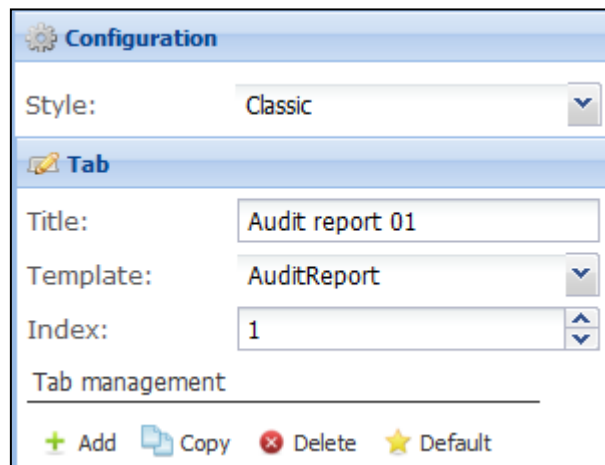 Configuration
Style: Classic
Tab
Title: Audit report 01
Template: AuditReport
Index: 1
Tab management
Add Copy Delete Default